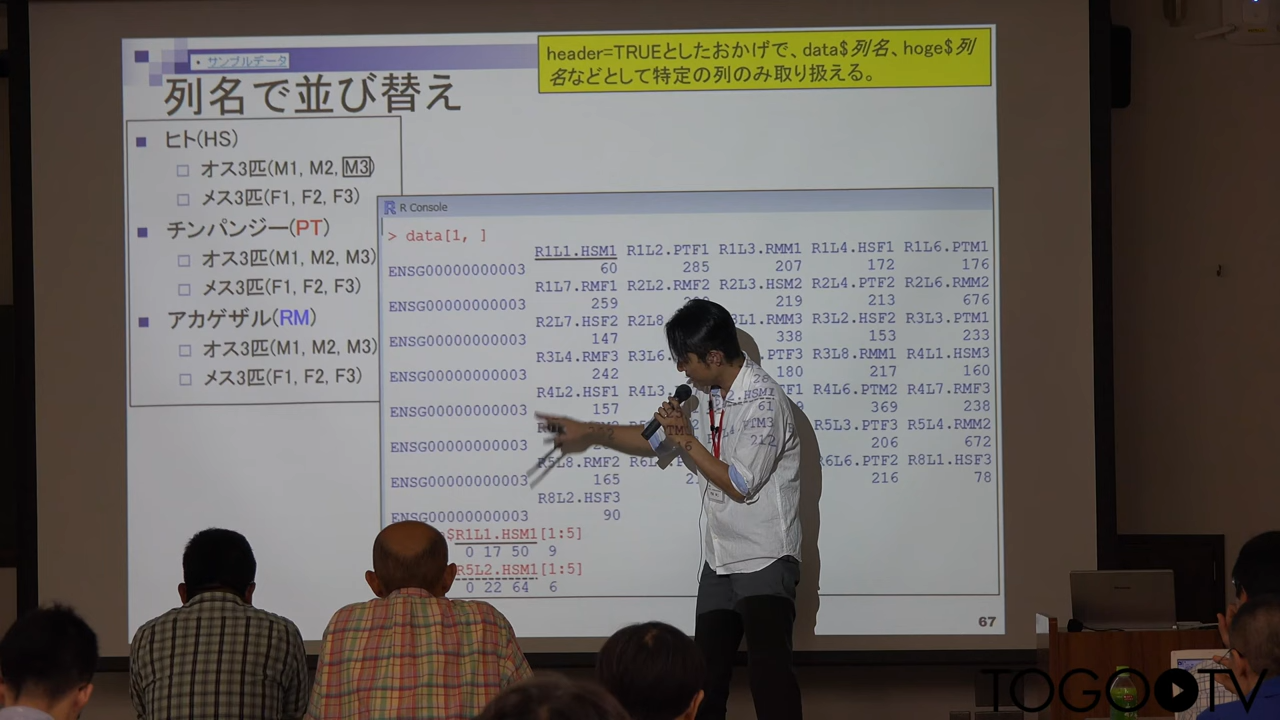 ・サンプルデータ
列名で並び替え
header=TRUEとしたおかげで、data$列名、hoge$列
名などとして特定の列のみ取り扱える。
ヒト(HS)
オス3匹(M1, M2, M3)
メス3匹(F1, F2, F3)
チンパンジー(PT)
オス3匹(M1, M2, M3)
メス3匹(F1, F2, F3)
アカゲザル(RM)
オス3匹(M1, M2, M3)
メス3匹(F1, F2, F3)
R Console
> data[1, ]
R1L1.HSM1 R1L2.PTF1 R1L3.RMM1 R1L4.HSF1 R1L6.PTM1
ENSG00000000003 60 285 207 172 176
R1L7.RMF1 R2L2.RMF2 R2L3.HSM2 R2L4.PTF2 R2L6.RMM2
ENSG00000000003 259 219 213 676
R2L7.HSF2 R2L8 L1.RMM3 R3L2.HSF2 R3L3.PTM1
ENSG00000000003 147 338 153 233
R3L4.RMF3 R3L6. .PTF3 R3L8.RMM1 R4L1.HSM3
ENSG00000000003 242 180 217 160
R4L2.HSF1 R4L3. F1 R4L6.PTM2 R4L7.RMF3
ENSG00000000003 157 369 238
R5L3.PTF3 R5L4.RMM2
ENSG00000000003 206 672
R5L8.RMF2 R6L6.PTF2 R8L1.HSF3
ENSG00000000003 165 216 78
R8L2.HSF3
ENSG00000000003 90
$R1L1.HSM1[1:5]
0 17 50 9
R5L2.HSM1[1:5]
0 22 64 6
67
TOGOTV